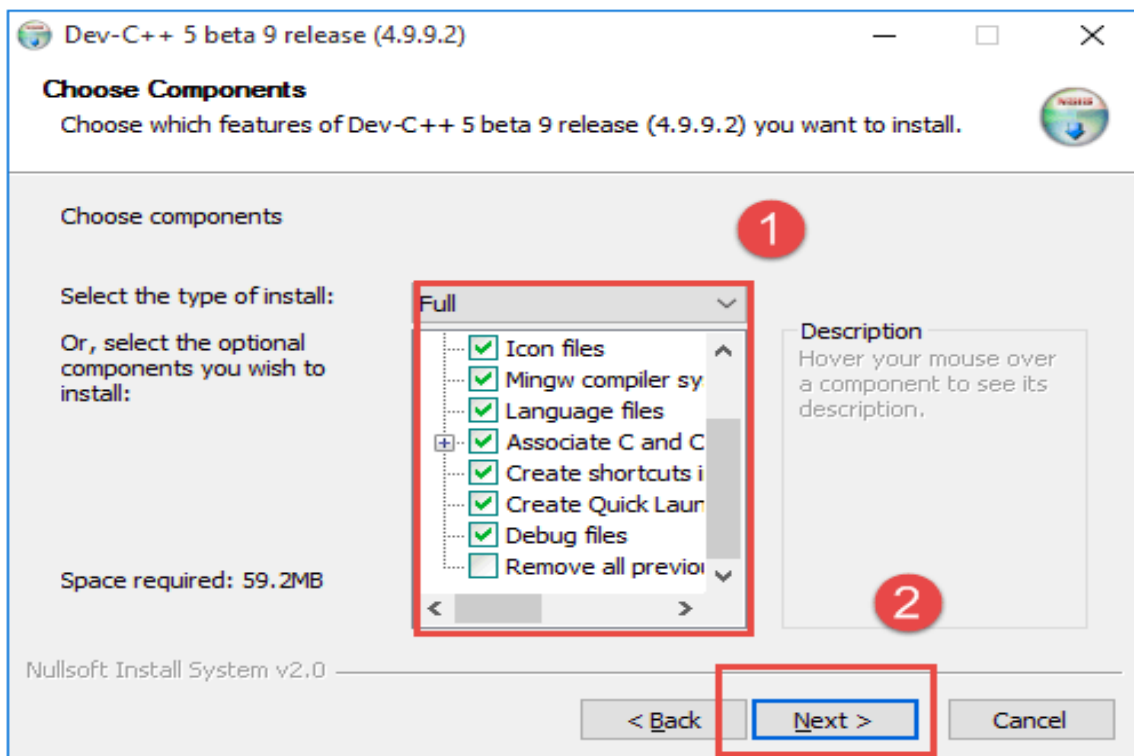 Dev-C++ 5 beta 9 release (4.9.9.2)
Choose Components
Choose which features of Dev-C++ 5 beta 9 release (4.9.9.2) you want to install.
Choose components
1
Select the type of install:
Full
Or, select the optional
components you wish to
install:
Icon files
Mingw compiler sy
Language files
Associate C and C
Create shortcuts i
Create Quick Laun
Debug files
Remove all previou
Description
Hover your mouse over
a component to see its
description.
Space required: 59.2MB
2
Nullsoft Install System v2.0
< Back
Next >
Cancel